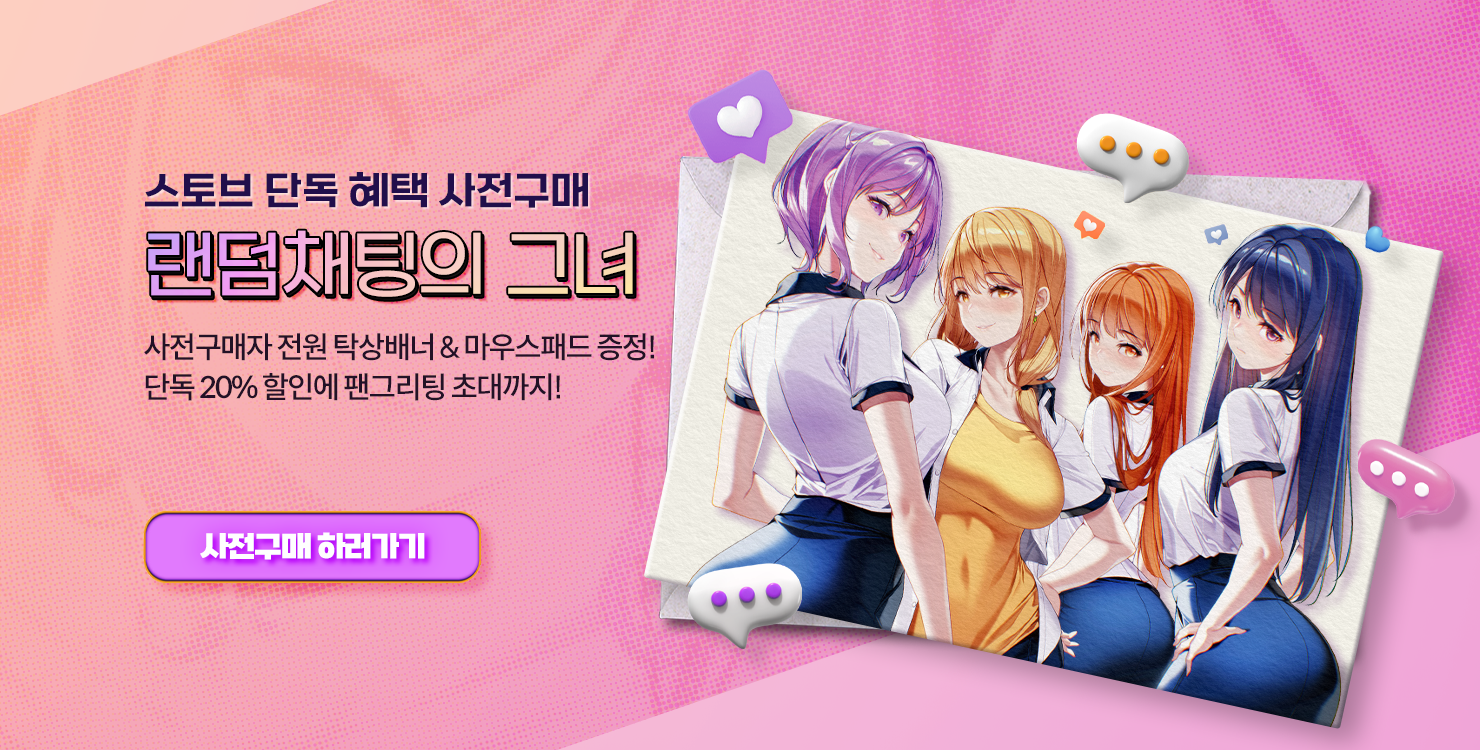 스토브 단독 혜택 사전구매
랜덤채팅의 그녀
사전구매자 전원 탁상배너 & 마우스패드 증정!
단독 20% 할인에 팬그리팅 초대까지!
사전구매 하러가기